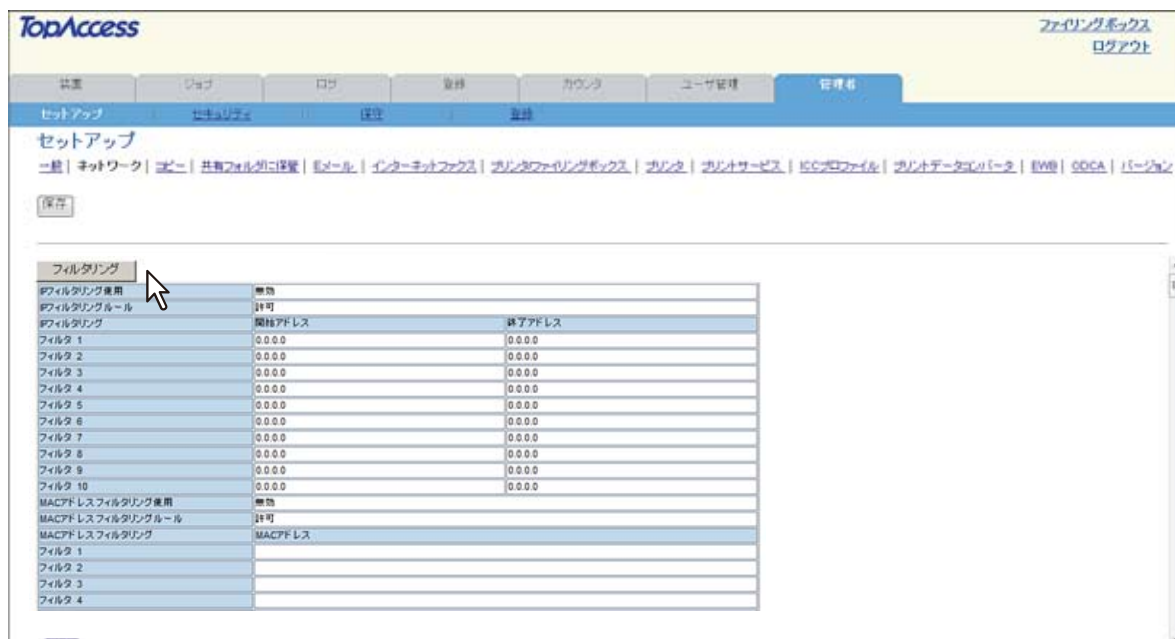 TopAccess
ファイリングボックス
ログアウト
装置 ジョブ ログ 登録 カウンタ ユーザ管理 管理者
セットアップ セキュリティ 保守 登録
セットアップ
一般 | ネットワーク | コピー | 共有フォルダに保管 | Eメール | インターネットファクス | プリンタ/ファイリングボックス | プリンタ | プリントサービス | ICCプロファイル | プリントデータコンバータ | EWB | ODCA | バージョン
保存
フィルタリング
IPフィルタリング使用 無効
IPフィルタリングルール 許可
IPフィルタリング 開始アドレス 終了アドレス
フィルタ 1 0.0.0.0 0.0.0.0
フィルタ 2 0.0.0.0 0.0.0.0
フィルタ 3 0.0.0.0 0.0.0.0
フィルタ 4 0.0.0.0 0.0.0.0
フィルタ 5 0.0.0.0 0.0.0.0
フィルタ 6 0.0.0.0 0.0.0.0
フィルタ 7 0.0.0.0 0.0.0.0
フィルタ 8 0.0.0.0 0.0.0.0
フィルタ 9 0.0.0.0 0.0.0.0
フィルタ 10 0.0.0.0 0.0.0.0
MACアドレスフィルタリング使用 無効
MACアドレスフィルタリングルール 許可
MACアドレスフィルタリング MACアドレス
フィルタ 1
フィルタ 2
フィルタ 3
フィルタ 4